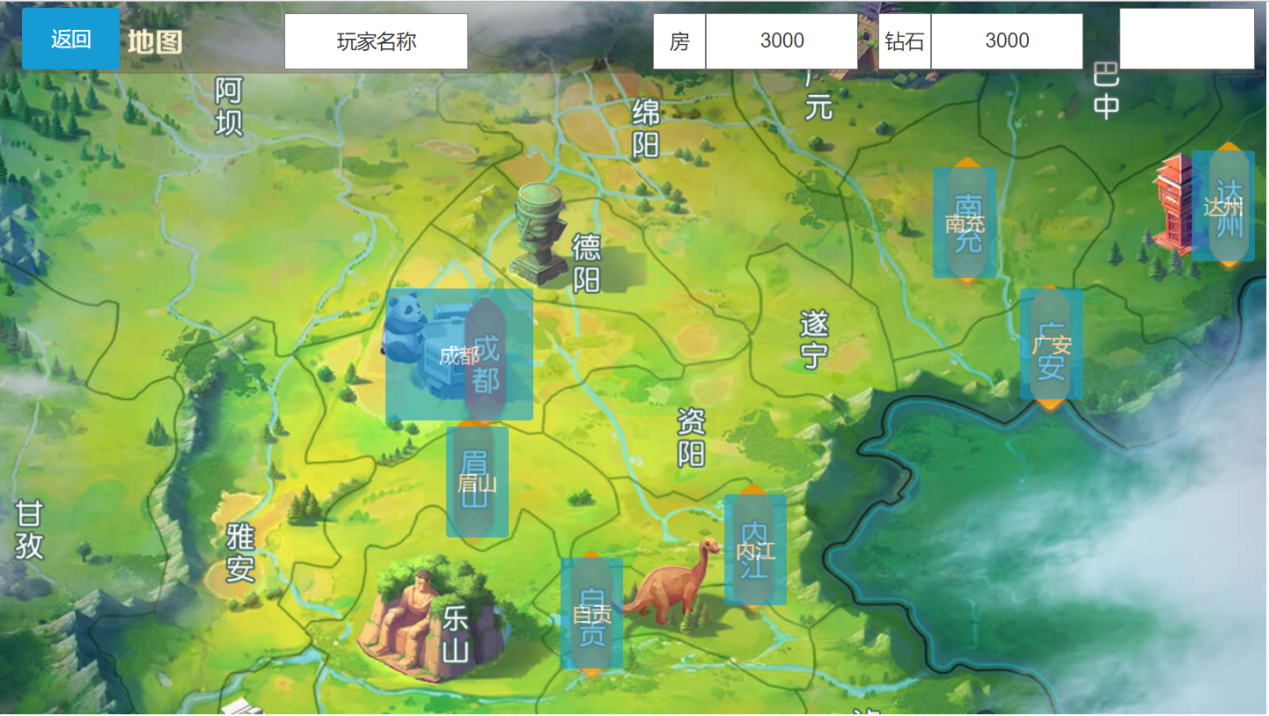 返回
地图
玩家名称
房
3000
钻石
3000
阿坝
绵阳
广元
巴中
南充
南充
达州
达州
德阳
成都
成都
遂宁
广安
广安
资阳
眉山
眉山
甘孜
雅安
内江
内江
乐山
自贡
自贡